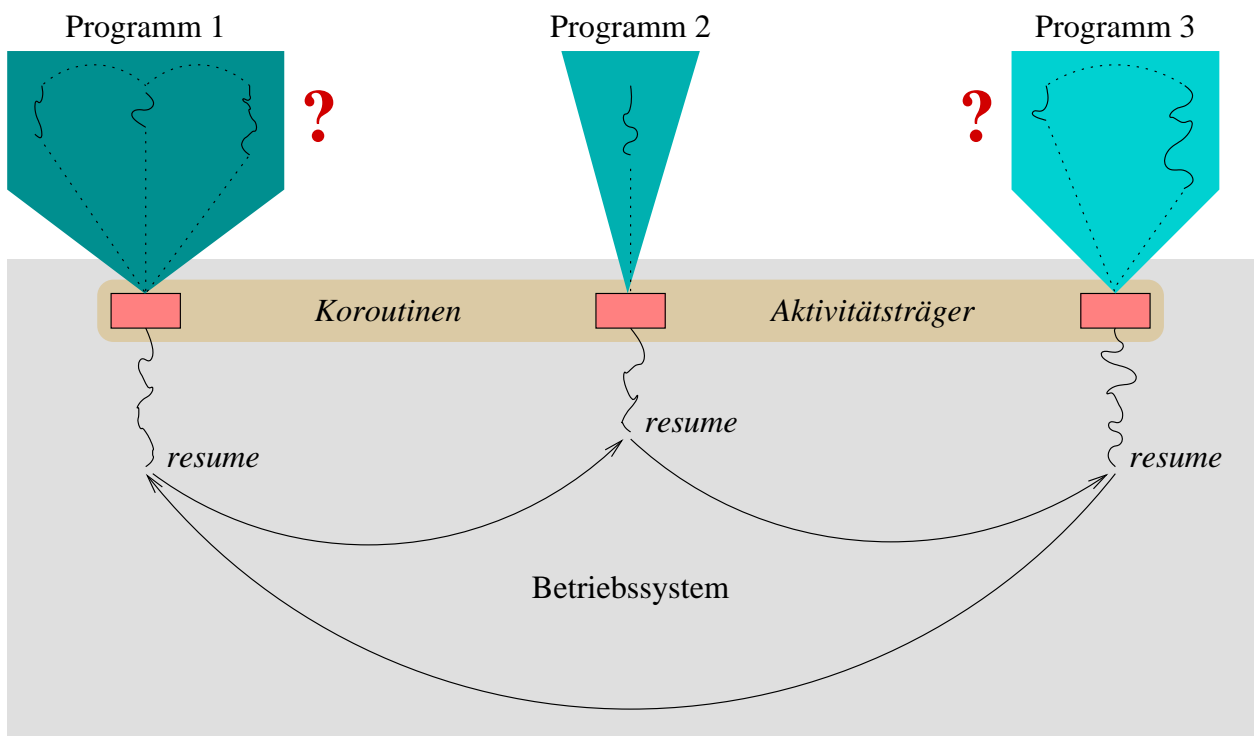 Programm 1
Programm 2
Programm 3
?
?
Koroutinen
Aktivitätsträger
resume
resume
resume
Betriebssystem